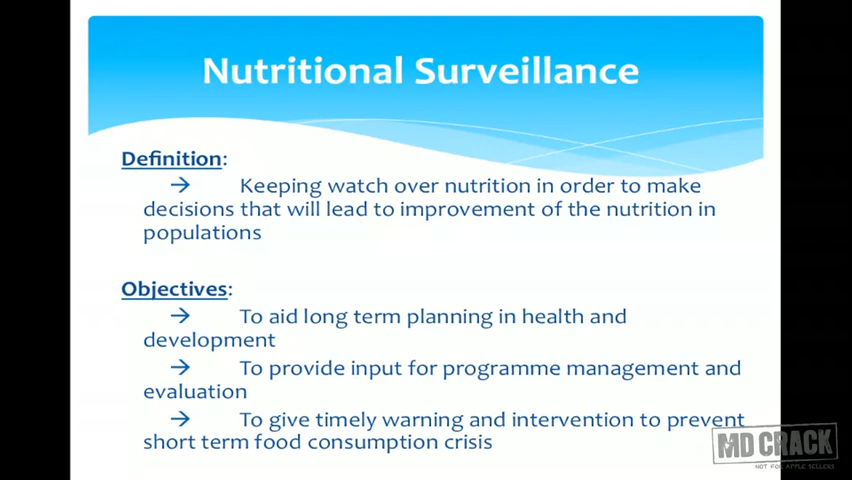 Nutritional Surveillance
Definition:
→ Keeping watch over nutrition in order to make
decisions that will lead to improvement of the nutrition in
populations
Objectives:
→ To aid long term planning in health and
development
→ To provide input for programme management and
evaluation
→ To give timely warning and intervention to prevent
short term food consumption crisis
MD CRACK
NOT FOR APPLE SELLERS